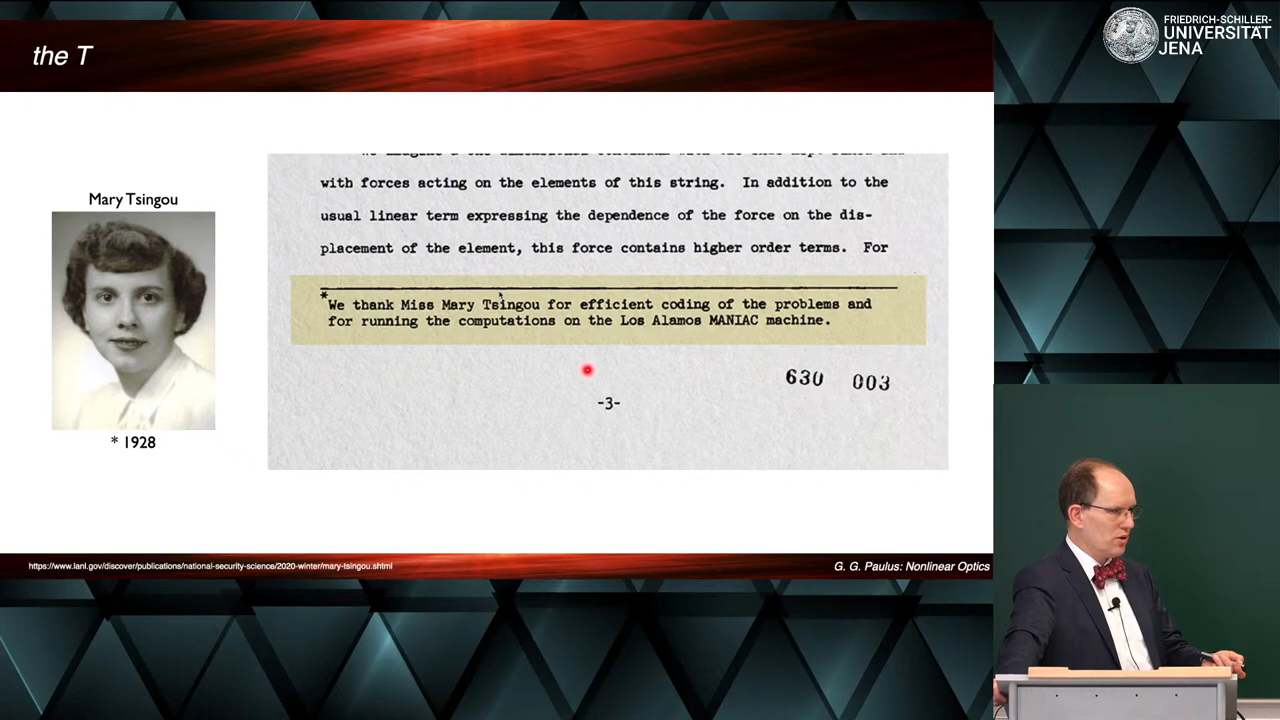 the T
FRIEDRICH-SCHILLER-
UNIVERSITÄT
JENA
Mary Tsingou
* 1928
with forces acting on the elements of this string. In addition to the
usual linear term expressing the dependence of the force on the dis-
placement of the element, this force contains higher order terms. For
*
We thank Miss Mary Tsingou for efficient coding of the problems and
for running the computations on the Los Alamos MANIAC machine.
630 003
-3-
https://www.lanl.gov/discover/publications/national-security-science/2020-winter/mary-tsingou.shtml
G. G. Paulus: Nonlinear Optics